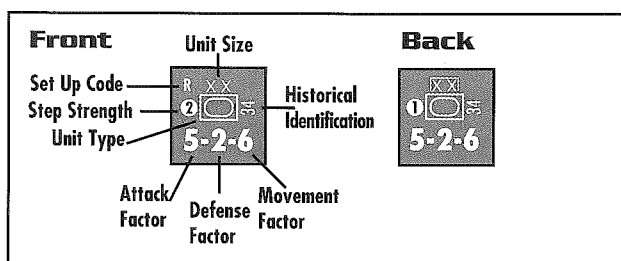 Front
Back
Unit Size
Set Up Code
Step Strength
Unit Type
R
X X
2
34
5-2-6
Historical
Identification
Attack
Factor
Defense
Factor
Movement
Factor
XX
1
34
5-2-6